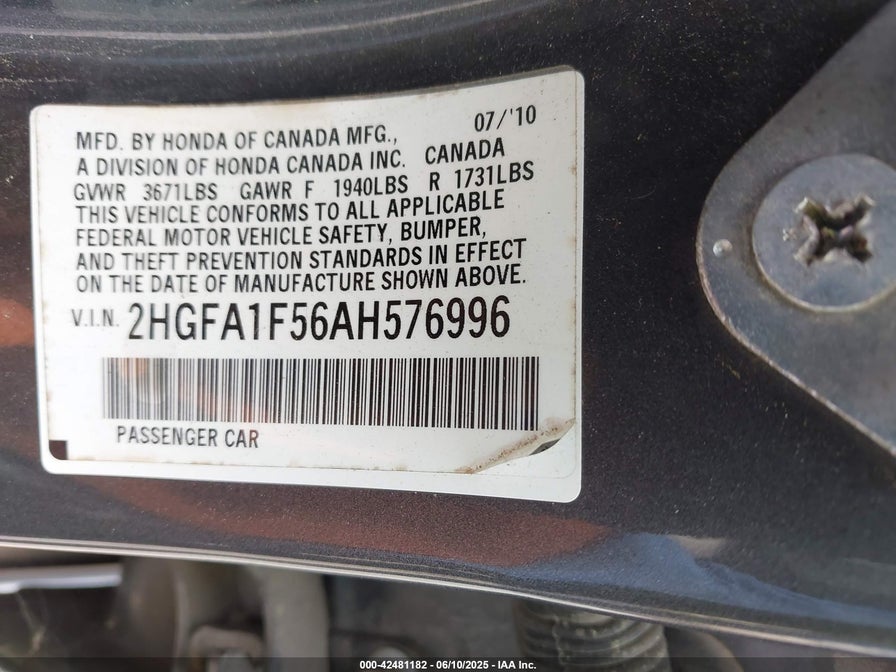 07/'10
MFD. BY HONDA OF CANADA MFG.,
A DIVISION OF HONDA CANADA INC. CANADA
GVWR 3671LBS GAWR F 1940LBS R 1731LBS
THIS VEHICLE CONFORMS TO ALL APPLICABLE
FEDERAL MOTOR VEHICLE SAFETY, BUMPER,
AND THEFT PREVENTION STANDARDS IN EFFECT
ON THE DATE OF MANUFACTURE SHOWN ABOVE.
V.I.N. 2HGFA1F56AH576996
PASSENGER CAR
000-42481182 - 06/10/2025 - IAA Inc.